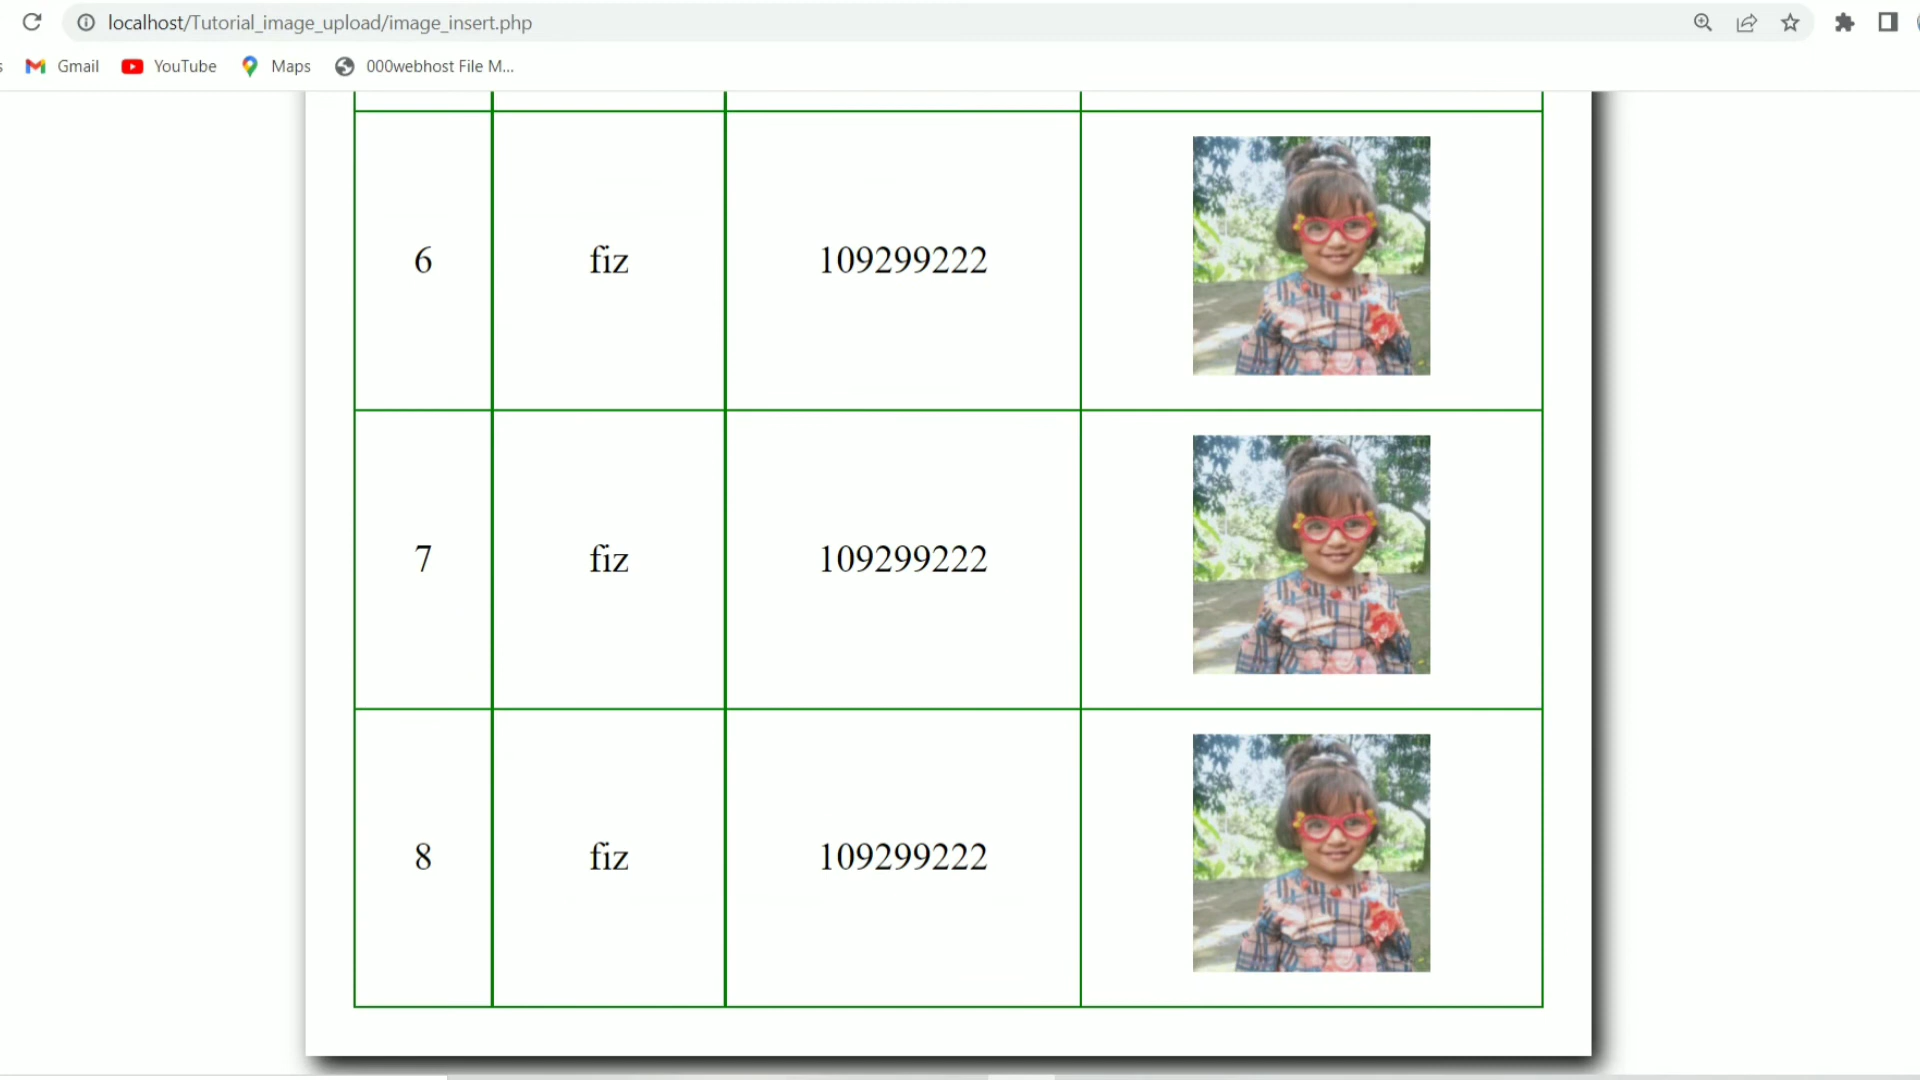 localhost/Tutorial_image_upload/image_insert.php
s Gmail YouTube Maps 000webhost File M...
6 fiz 109299222
7 fiz 109299222
8 fiz 109299222